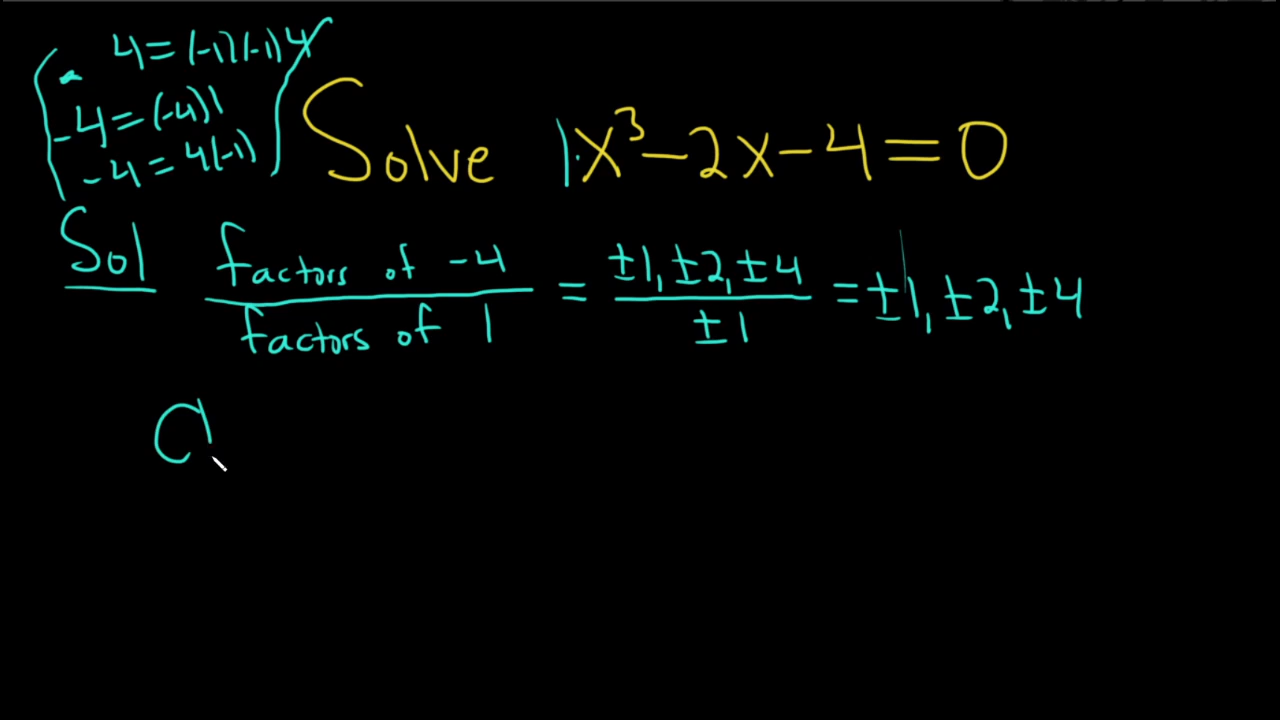 4 = (-1)(-1)4
-4 = (-4)1
-4 = 4(-1)
Solve 1·x³ - 2x - 4 = 0
Sol
factors of -4
factors of 1
= ±1, ±2, ±4
±1
= ±1, ±2, ±4